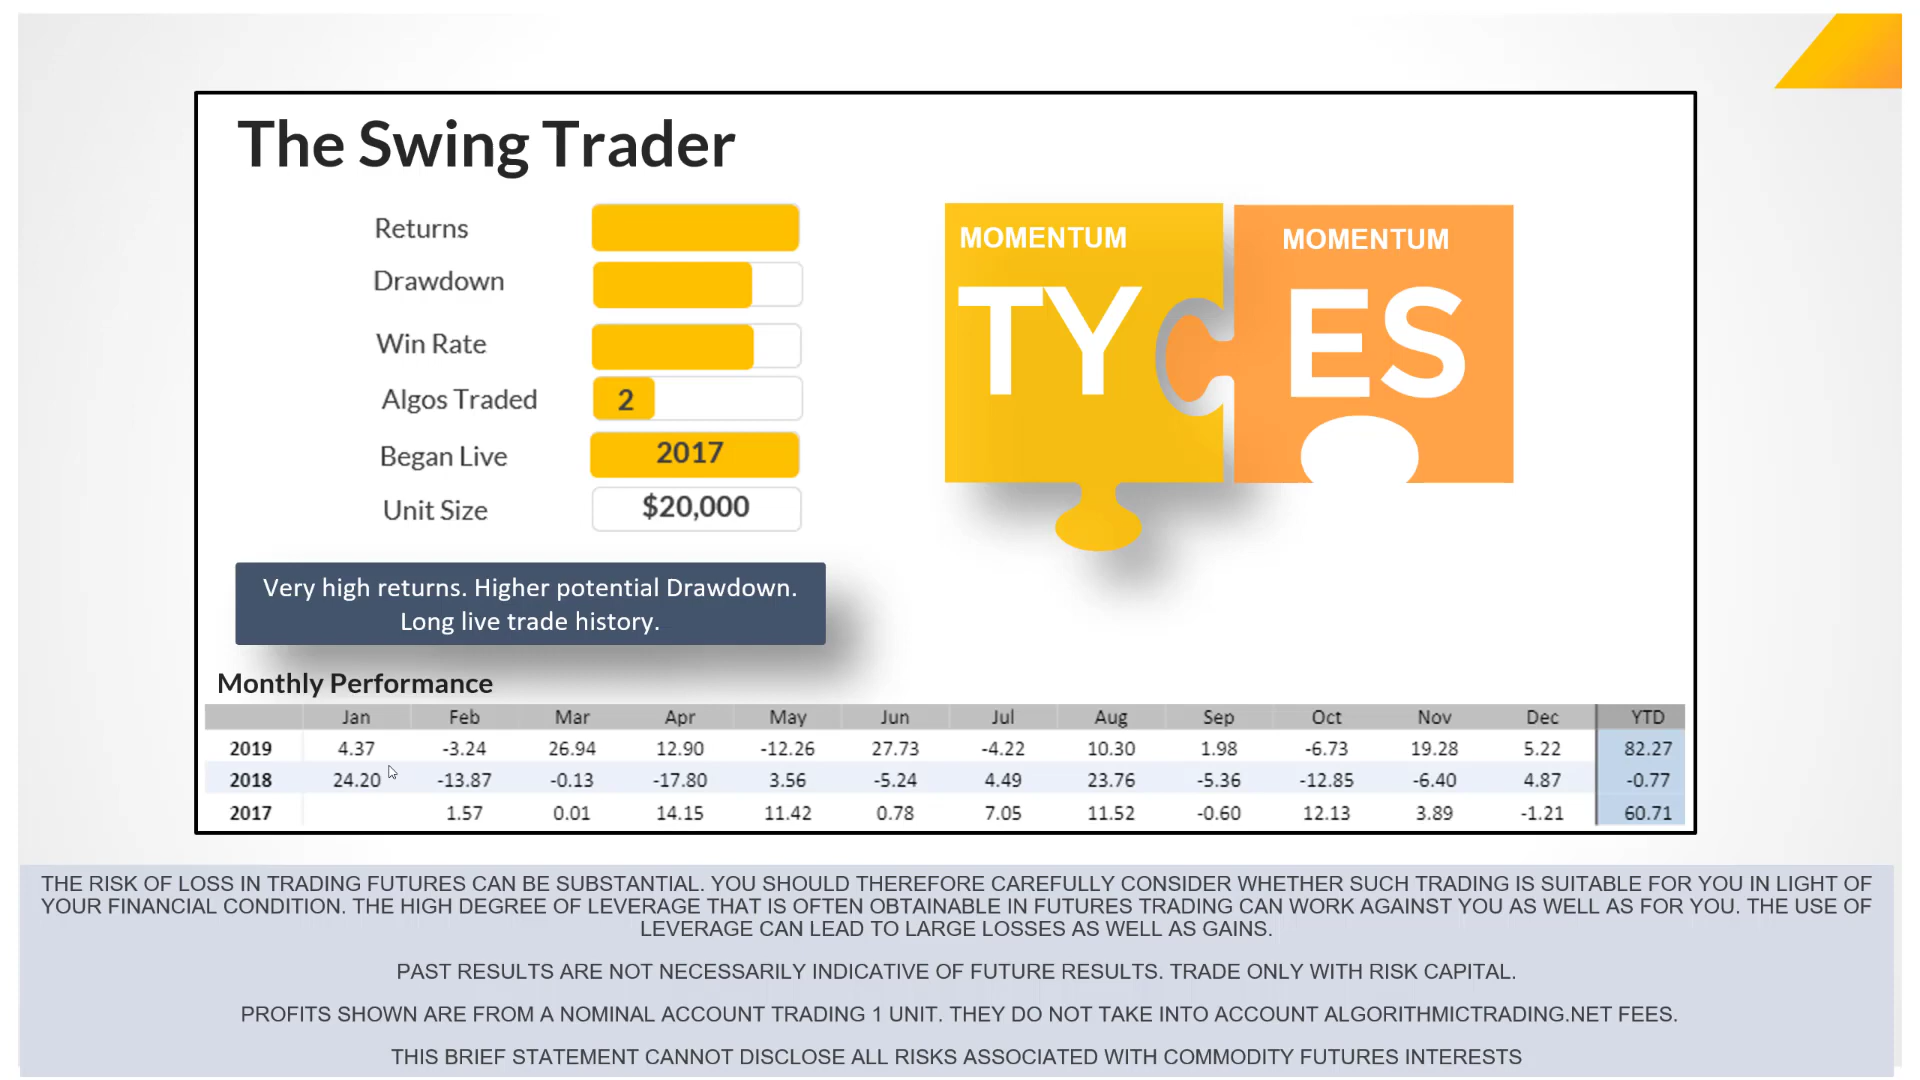 The Swing Trader
Returns
Drawdown
Win Rate
Algos Traded 2
Began Live 2017
Unit Size $20,000
MOMENTUM
TY
MOMENTUM
ES
Very high returns. Higher potential Drawdown.
Long live trade history.
Monthly Performance
Jan Feb Mar Apr May Jun Jul Aug Sep Oct Nov Dec YTD
2019 4.37 -3.24 26.94 12.90 -12.26 27.73 -4.22 10.30 1.98 -6.73 19.28 5.22 82.27
2018 24.20 -13.87 -0.13 -17.80 3.56 -5.24 4.49 23.76 -5.36 -12.85 -6.40 4.87 -0.77
2017 1.57 0.01 14.15 11.42 0.78 7.05 11.52 -0.60 12.13 3.89 -1.21 60.71
THE RISK OF LOSS IN TRADING FUTURES CAN BE SUBSTANTIAL. YOU SHOULD THEREFORE CAREFULLY CONSIDER WHETHER SUCH TRADING IS SUITABLE FOR YOU IN LIGHT OF
YOUR FINANCIAL CONDITION. THE HIGH DEGREE OF LEVERAGE THAT IS OFTEN OBTAINABLE IN FUTURES TRADING CAN WORK AGAINST YOU AS WELL AS FOR YOU. THE USE OF
LEVERAGE CAN LEAD TO LARGE LOSSES AS WELL AS GAINS.
PAST RESULTS ARE NOT NECESSARILY INDICATIVE OF FUTURE RESULTS. TRADE ONLY WITH RISK CAPITAL.
PROFITS SHOWN ARE FROM A NOMINAL ACCOUNT TRADING 1 UNIT. THEY DO NOT TAKE INTO ACCOUNT ALGORITHMICTRADING.NET FEES.
THIS BRIEF STATEMENT CANNOT DISCLOSE ALL RISKS ASSOCIATED WITH COMMODITY FUTURES INTERESTS